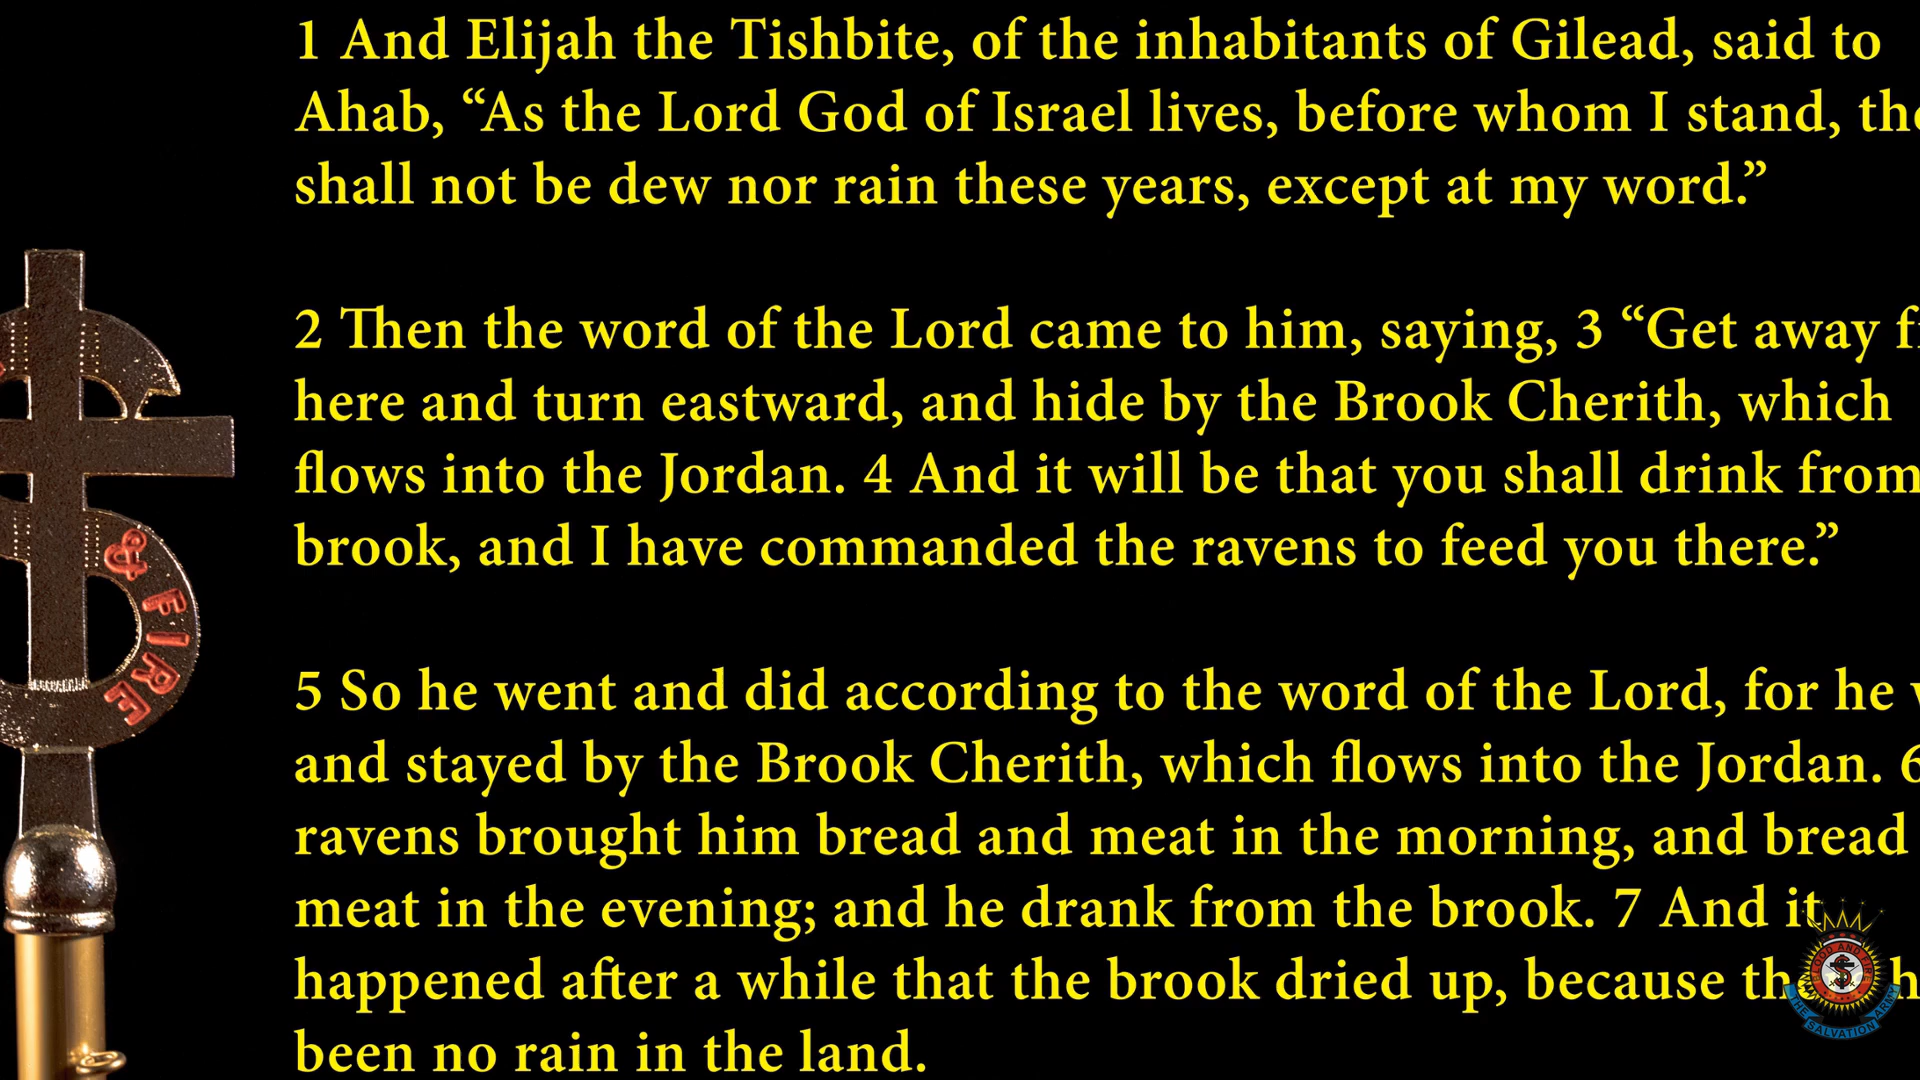 1 And Elijah the Tishbite, of the inhabitants of Gilead, said to
Ahab, “As the Lord God of Israel lives, before whom I stand,
shall not be dew nor rain these years, except at my word.”
2 Then the word of the Lord came to him, saying, 3 “Get away
here and turn eastward, and hide by the Brook Cherith, which
flows into the Jordan. 4 And it will be that you shall drink from
brook, and I have commanded the ravens to feed you there.”
5 So he went and did according to the word of the Lord, for he
and stayed by the Brook Cherith, which flows into the Jordan. 6
ravens brought him bread and meat in the morning, and bread
meat in the evening; and he drank from the brook. 7 And it
happened after a while that the brook dried up, because
been no rain in the land.
& FIRE
BLOOD AND FIRE
THE SALVATION ARMY